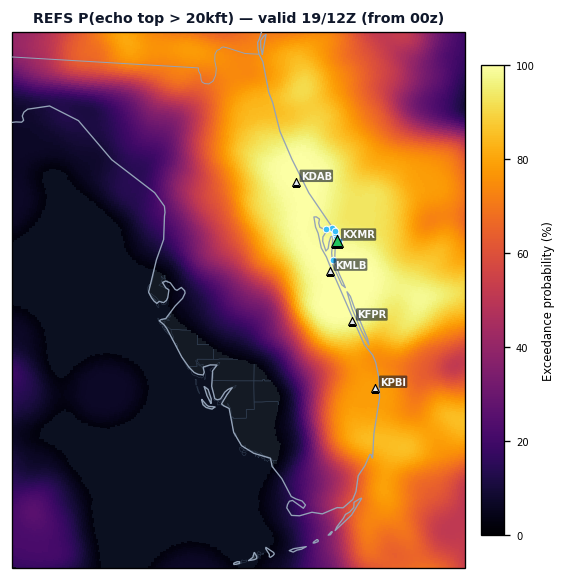 REFS P(echo top > 20kft) — valid 19/12Z (from 00z)
KDAB
KXMR
KMLB
KFPR
KPBI
100
80
60
40
20
0
Exceedance probability (%)